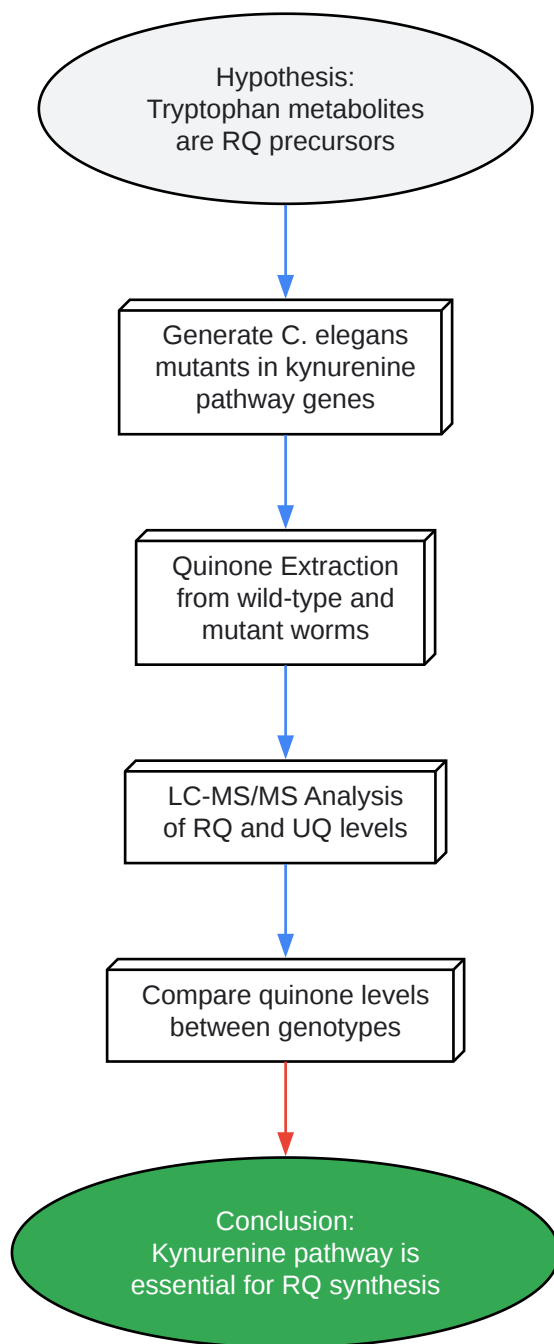 Hypothesis:
Tryptophan metabolites
are RQ precursors
Generate C. elegans
mutants in kynurenine
pathway genes
Quinone Extraction
from wild-type and
mutant worms
LC-MS/MS Analysis
of RQ and UQ levels
Compare quinone levels
between genotypes
Conclusion:
Kynurenine pathway is
essential for RQ synthesis